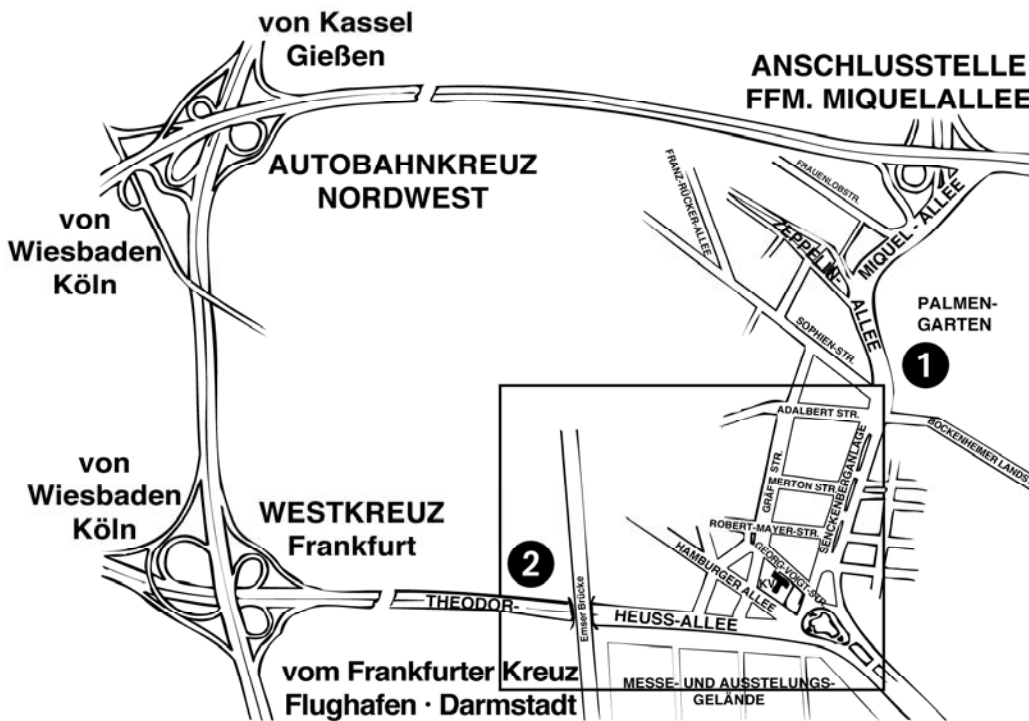 von Kassel
Gießen
ANSCHLUSSTELLE
FFM. MIQUELALLEE
AUTOBAHNKREUZ
NORDWEST
von
Wiesbaden
Köln
FRANZ-RÜCKER-ALLEE
FRAUENLOBSTR.
ZEPPELIN-
ALLEE
MIQUEL-ALLEE
PALMEN-
GARTEN
1
SOPHIEN-STR.
ADALBERT STR.
BOCKENHEIMER LANDST
GRÄF STR.
MERTON STR.
SENCKENBERGANLAGE
ROBERT-MAYER-STR.
von
Wiesbaden
Köln
WESTKREUZ
Frankfurt
2
HAMBURGER ALLEE
GEORG-VOIGT-STR.
KV
THEODOR-
Emser Brücke
HEUSS-ALLEE
vom Frankfurter Kreuz
Flughafen · Darmstadt
MESSE- UND AUSSTELUNGS-
GELÄNDE